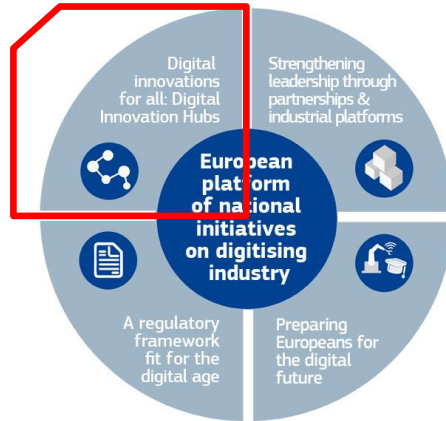 Digital
innovations
for all: Digital
Innovation Hubs
Strengthening
leadership through
partnerships &
industrial platforms
European
platform
of national
initiatives
on digitising
industry
A regulatory
framework
fit for the
digital age
Preparing
Europeans for
the digital
future